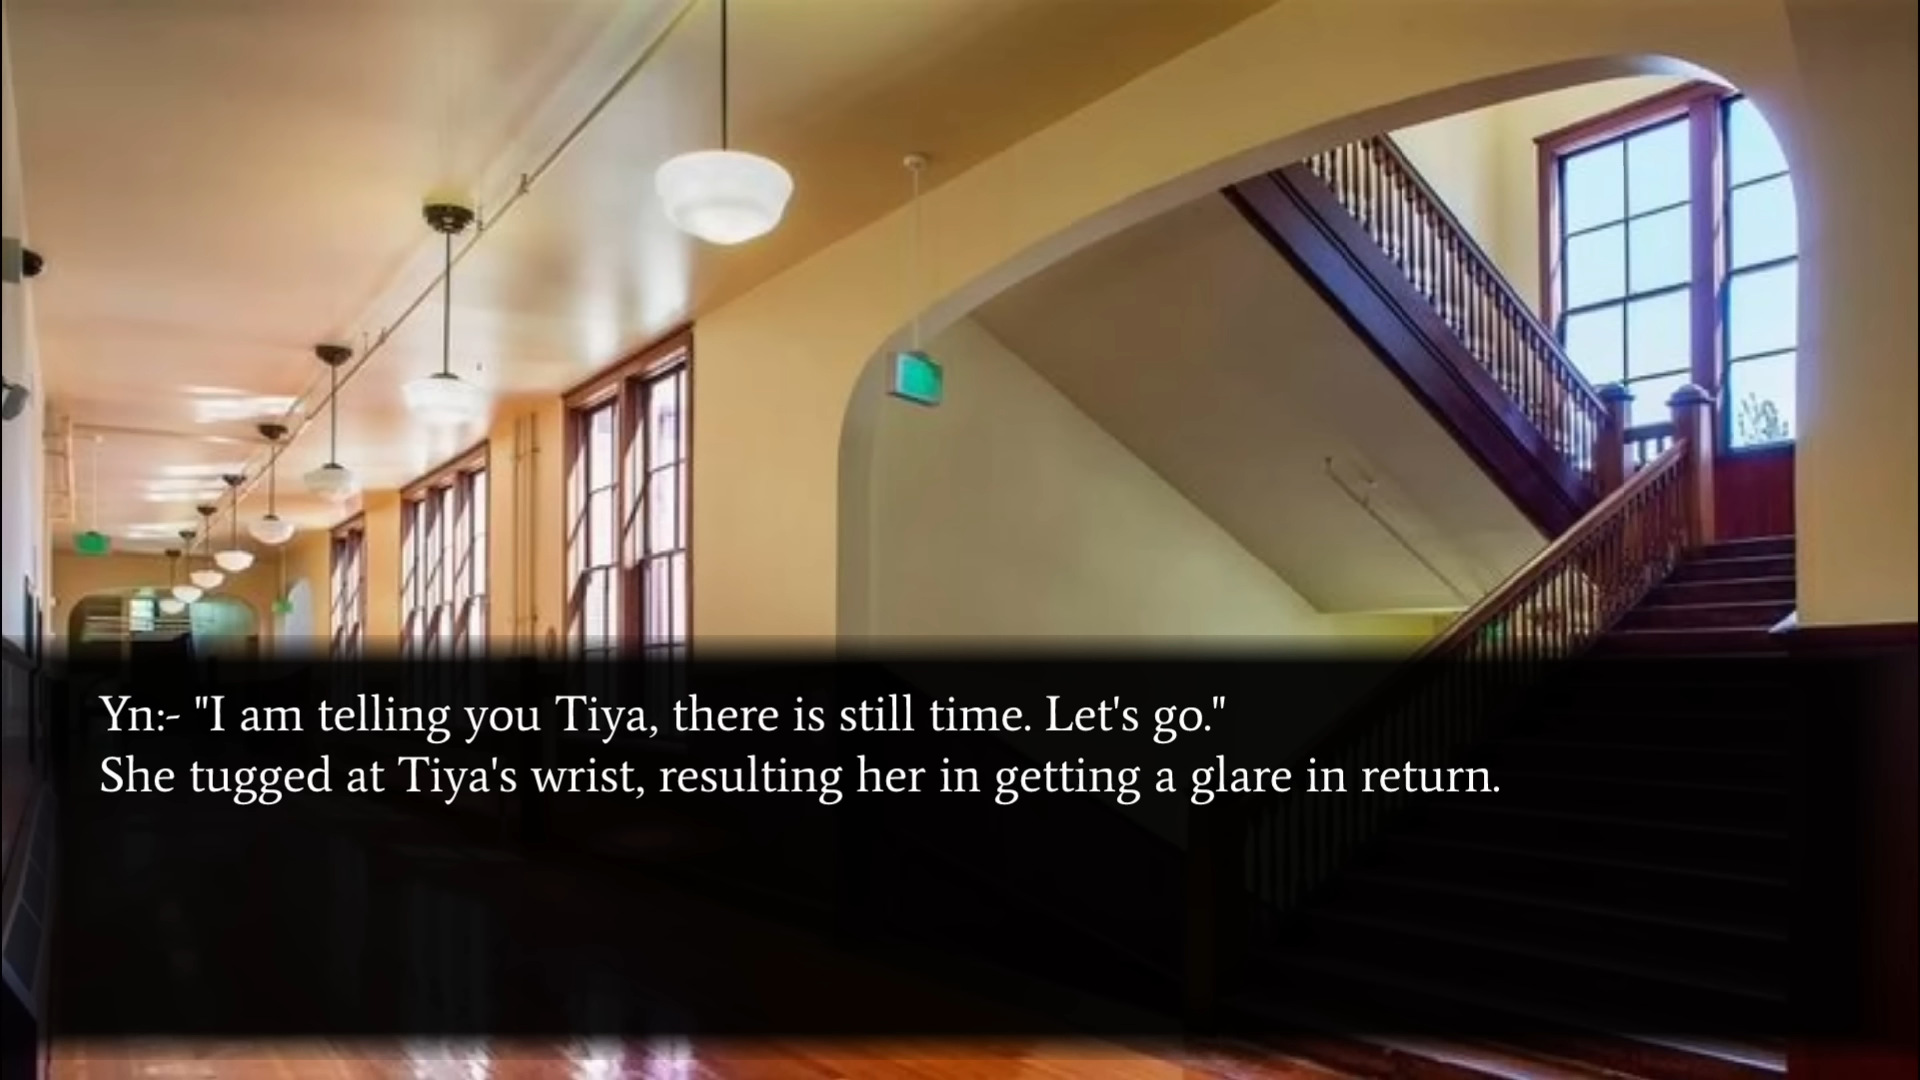 Yn:- "I am telling you Tiya, there is still time. Let's go."
She tugged at Tiya's wrist, resulting her in getting a glare in return.